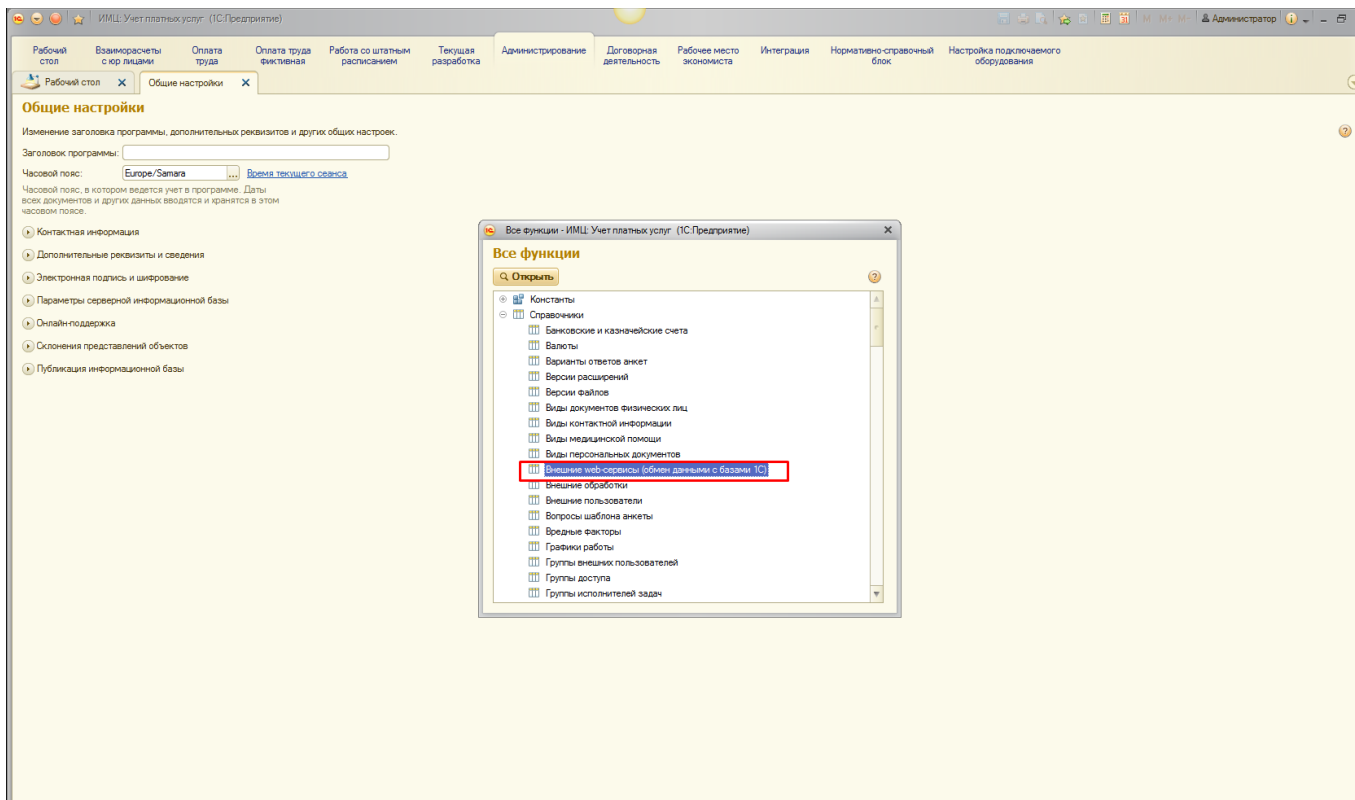 ИМЦ: Учет платных услуг (1С:Предприятие)
M M+ M- Администратор
Рабочий стол
Взаиморасчеты с юр лицами
Оплата труда
Оплата труда фиктивная
Работа со штатным расписанием
Текущая разработка
Администрирование
Договорная деятельность
Рабочее место экономиста
Интеграция
Нормативно-справочный блок
Настройка подключаемого оборудования
Рабочий стол
Общие настройки
Общие настройки
Изменение заголовка программы, дополнительных реквизитов и других общих настроек.
Заголовок программы:
Часовой пояс: Europe/Samara ... Время текущего сеанса
Часовой пояс, в котором ведется учет в программе. Даты
всех документов и других данных вводятся и хранятся в этом
часовом поясе.
Контактная информация
Дополнительные реквизиты и сведения
Электронная подпись и шифрование
Параметры серверной информационной базы
Онлайн-поддержка
Склонения представлений объектов
Публикация информационной базы
Все функции - ИМЦ: Учет платных услуг (1С:Предприятие)
Все функции
Открыть
Константы
Справочники
Банковские и казначейские счета
Валюты
Варианты ответов анкет
Версии расширений
Версии файлов
Виды документов физических лиц
Виды контактной информации
Виды медицинской помощи
Виды персональных документов
Внешние web-сервисы (обмен данными с базами 1С)
Внешние обработки
Внешние пользователи
Вопросы шаблона анкеты
Вредные факторы
Графики работы
Группы внешних пользователей
Группы доступа
Группы исполнителей задач